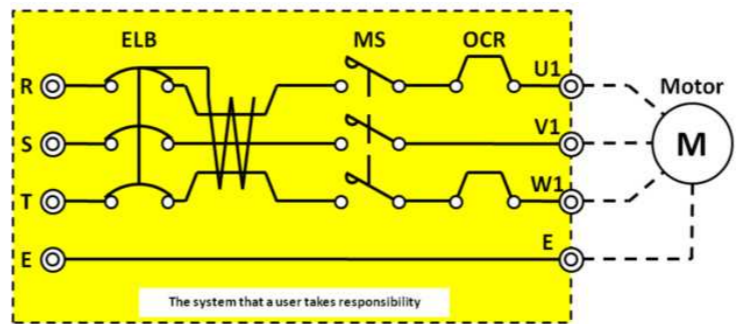 ELB MS OCR
R U1 Motor
S V1 M
T W1
E E
The system that a user takes responsibility